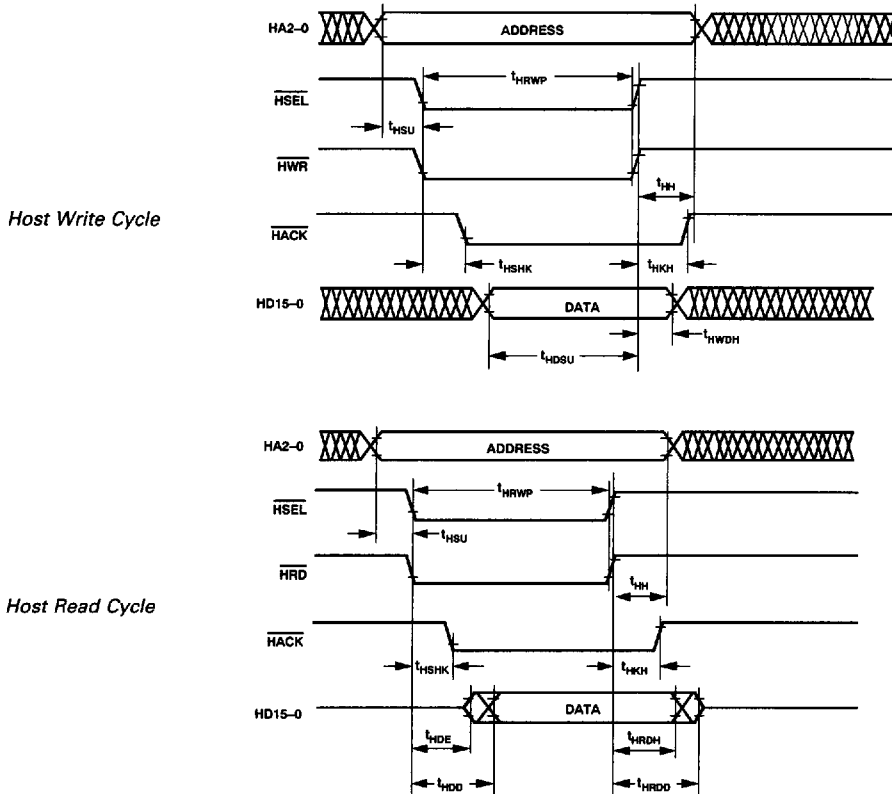 HA2–0
ADDRESS
tHRWP
HSEL
tHSU
HWR
tHH
Host Write Cycle
HACK
tHSHK
tHKH
HD15–0
DATA
tHWDH
tHDSU
HA2–0
ADDRESS
tHRWP
HSEL
tHSU
HRD
tHH
Host Read Cycle
HACK
tHSHK
tHKH
HD15–0
DATA
tHDE
tHRDH
tHDD
tHRDD